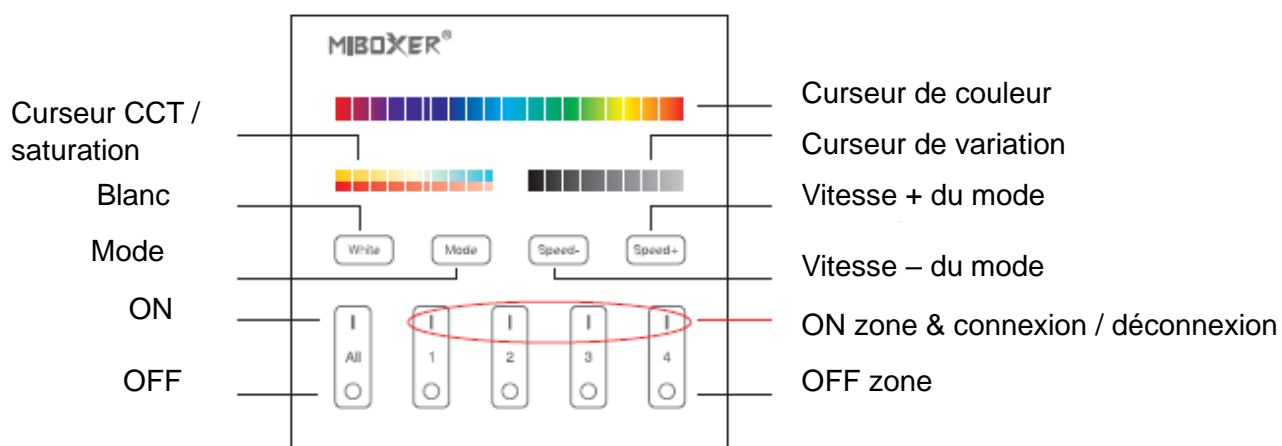 MIBOXER®
Curseur CCT /
saturation
Blanc
Mode
ON
OFF
White
Mode
Speed-
Speed+
All
1
2
3
4
Curseur de couleur
Curseur de variation
Vitesse + du mode
Vitesse – du mode
ON zone & connexion / déconnexion
OFF zone